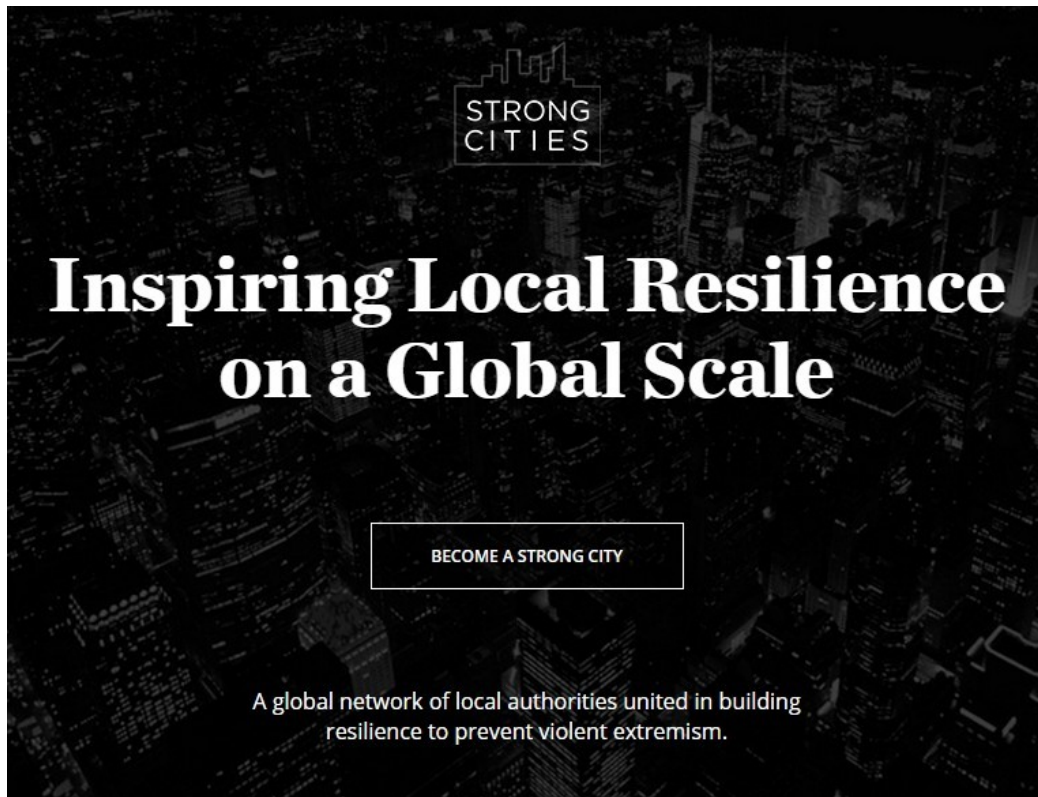 STRONG
CITIES
Inspiring Local Resilience
on a Global Scale
BECOME A STRONG CITY
A global network of local authorities united in building
resilience to prevent violent extremism.